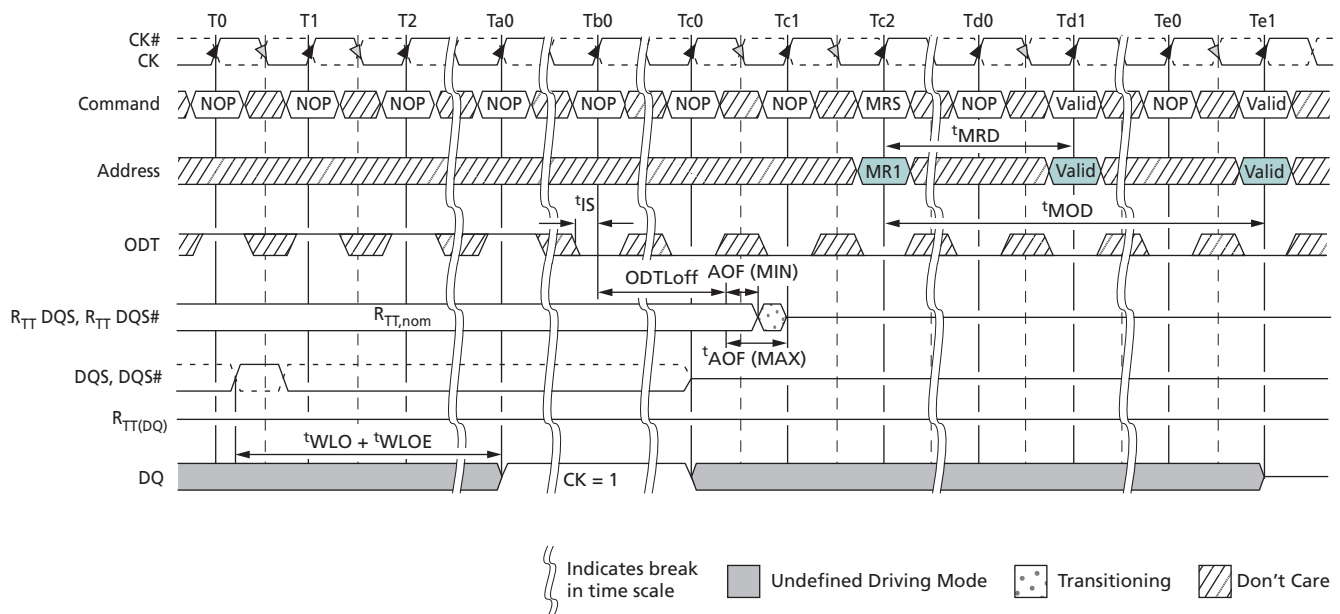 T0 T1 T2 Ta0 Tb0 Tc0 Tc1 Tc2 Td0 Td1 Te0 Te1
CK#
CK
Command NOP NOP NOP NOP NOP NOP NOP MRS NOP Valid NOP Valid
tMRD
Address MR1 Valid Valid
tIS
tMOD
ODT
ODTLoff AOF (MIN)
RTT DQS, RTT DQS# RTT,nom
tAOF (MAX)
DQS, DQS#
RTT(DQ)
tWLO + tWLOE
DQ CK = 1
Indicates break
in time scale
Undefined Driving Mode Transitioning Don't Care